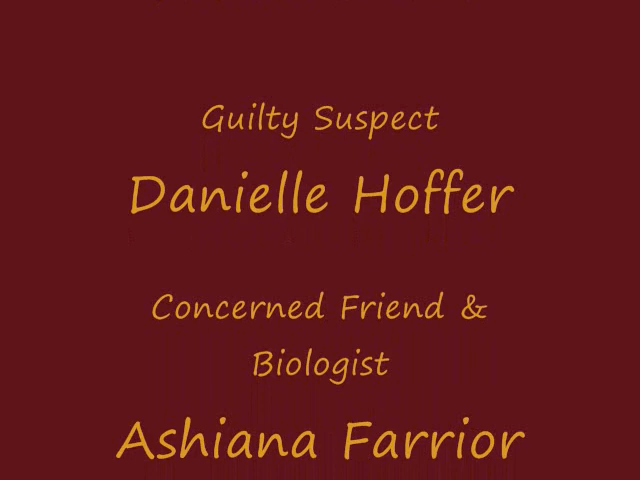 Guilty Suspect
Danielle Hoffer
Concerned Friend &
Biologist
Ashiana Farrior